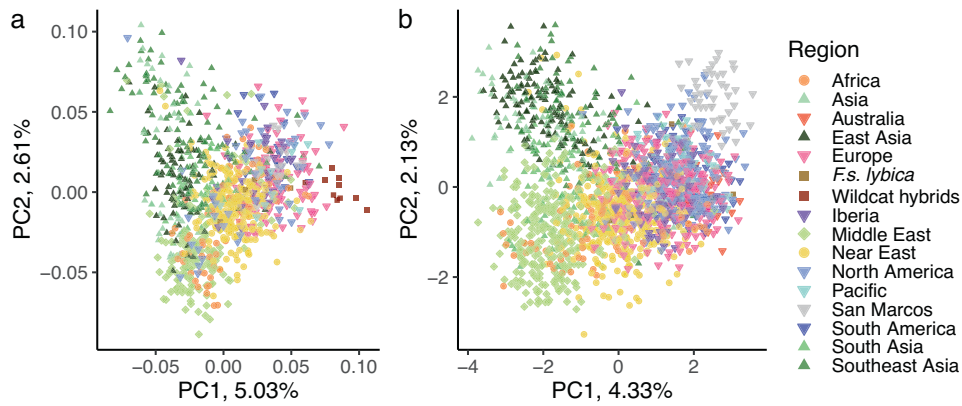 a
0.10
0.05
0.00
−0.05
PC2, 2.61%
−0.05
0.00
0.05
0.10
PC1, 5.03%
b
2
0
−2
PC2, 2.13%
−4
−2
0
2
PC1, 4.33%
Region
Africa
Asia
Australia
East Asia
Europe
F.s. lybica
Wildcat hybrids
Iberia
Middle East
Near East
North America
Pacific
San Marcos
South America
South Asia
Southeast Asia